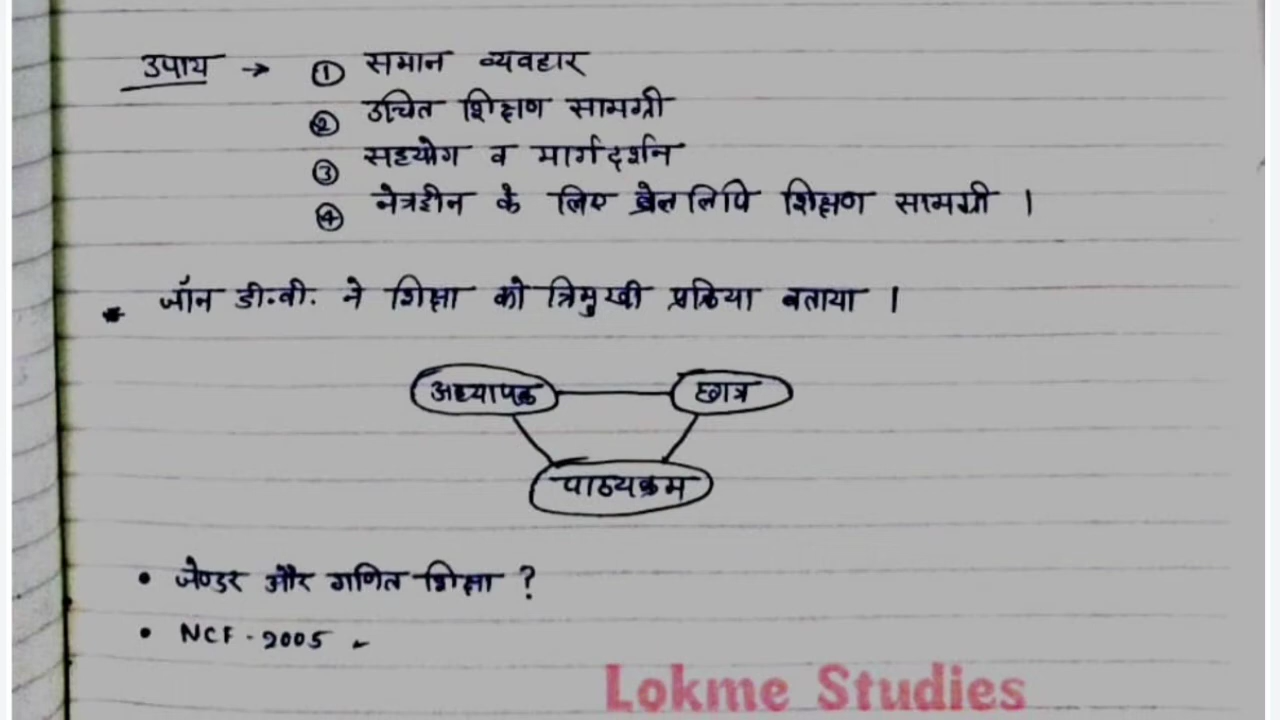 उपाय → ① समान व्यवहार
② उचित शिक्षण सामग्री
③ सहयोग व मार्गदर्शन
④ नेत्रहीन के लिए ब्रेललिपि शिक्षण सामग्री ।
* जॉन डी.वी. ने शिक्षा को त्रिमुखी प्रक्रिया बताया ।
अध्यापक छात्र
पाठ्यक्रम
• जेण्डर और गणित शिक्षा ?
• NCF - 2005
Lokme Studies